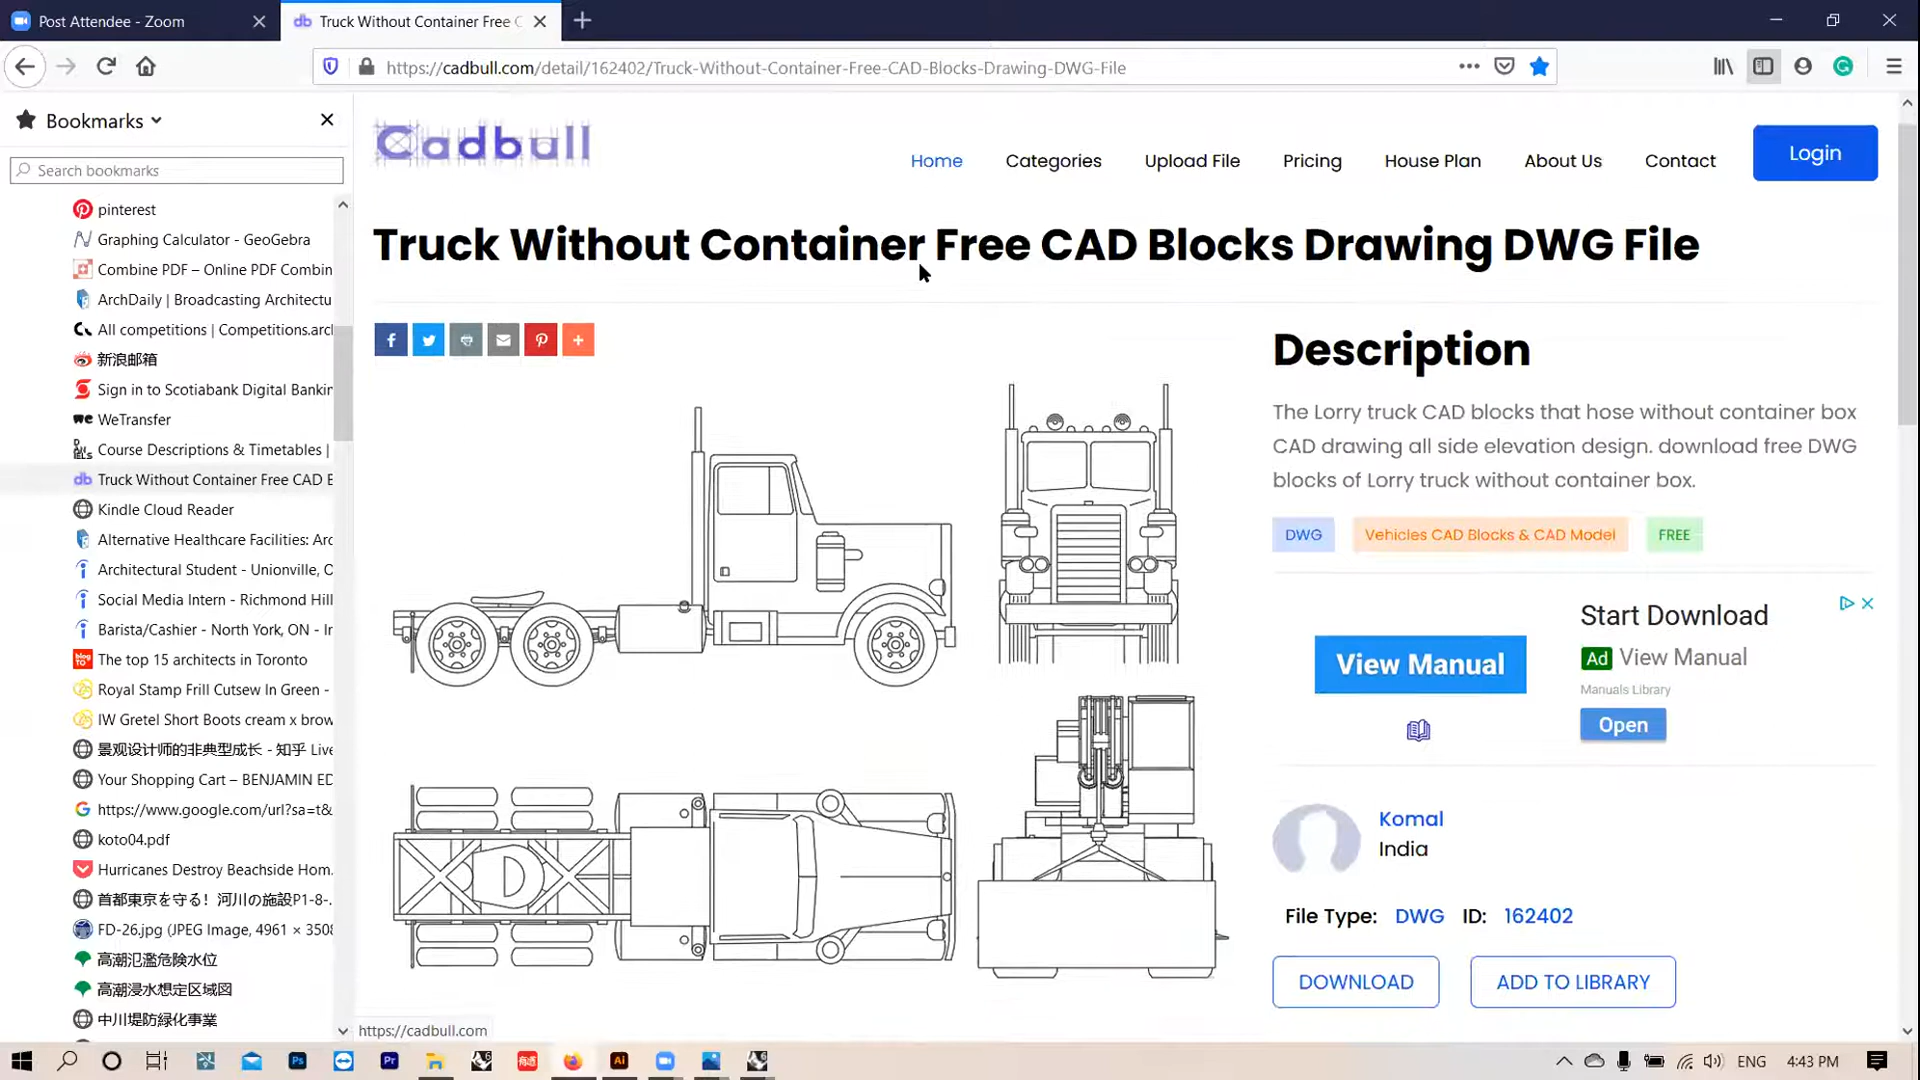 Post Attendee - Zoom
Truck Without Container Free C
https://cadbull.com/detail/162402/Truck-Without-Container-Free-CAD-Blocks-Drawing-DWG-File
Bookmarks
Search bookmarks
pinterest
Graphing Calculator - GeoGebra
Combine PDF – Online PDF Combin
ArchDaily | Broadcasting Architectu
All competitions | Competitions.arc
新浪邮箱
Sign in to Scotiabank Digital Bankin
WeTransfer
Course Descriptions & Timetables |
Truck Without Container Free CAD B
Kindle Cloud Reader
Alternative Healthcare Facilities: Arc
Architectural Student - Unionville, O
Social Media Intern - Richmond Hill
Barista/Cashier - North York, ON - In
The top 15 architects in Toronto
Royal Stamp Frill Cutsew In Green -
IW Gretel Short Boots cream x brow
景观设计师的非典型成长 - 知乎 Live
Your Shopping Cart – BENJAMIN ED
https://www.google.com/url?sa=t&
koto04.pdf
Hurricanes Destroy Beachside Hom
首都東京を守る！河川の施設P1-8-
FD-26.jpg (JPEG Image, 4961 × 3508
高潮氾濫危険水位
高潮浸水想定区域図
中川堤防緑化事業
Cadbull
Home
Categories
Upload File
Pricing
House Plan
About Us
Contact
Login
Truck Without Container Free CAD Blocks Drawing DWG File
Description
The Lorry truck CAD blocks that hose without container box
CAD drawing all side elevation design. download free DWG
blocks of Lorry truck without container box.
DWG
Vehicles CAD Blocks & CAD Model
FREE
View Manual
Start Download
Ad View Manual
Manuals Library
Open
Komal
India
File Type: DWG ID: 162402
DOWNLOAD
ADD TO LIBRARY
https://cadbull.com
ENG
4:43 PM